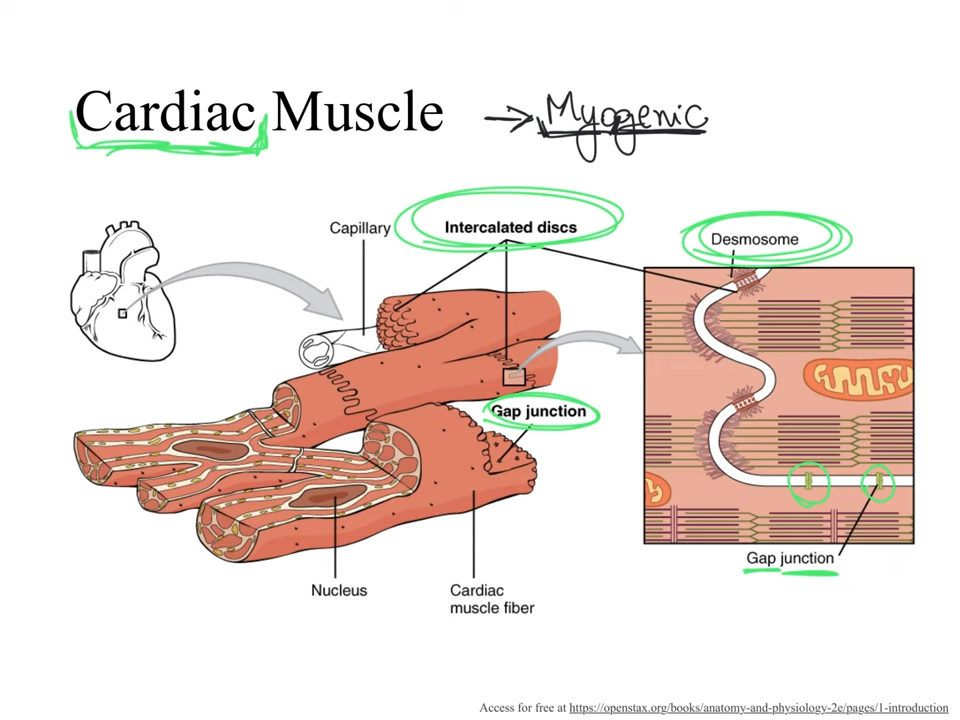 Cardiac Muscle → Myogenic
Capillary
Intercalated discs
Desmosome
Gap junction
Gap junction
Nucleus
Cardiac
muscle fiber
Access for free at https://openstax.org/books/anatomy-and-physiology-2e/pages/1-introduction